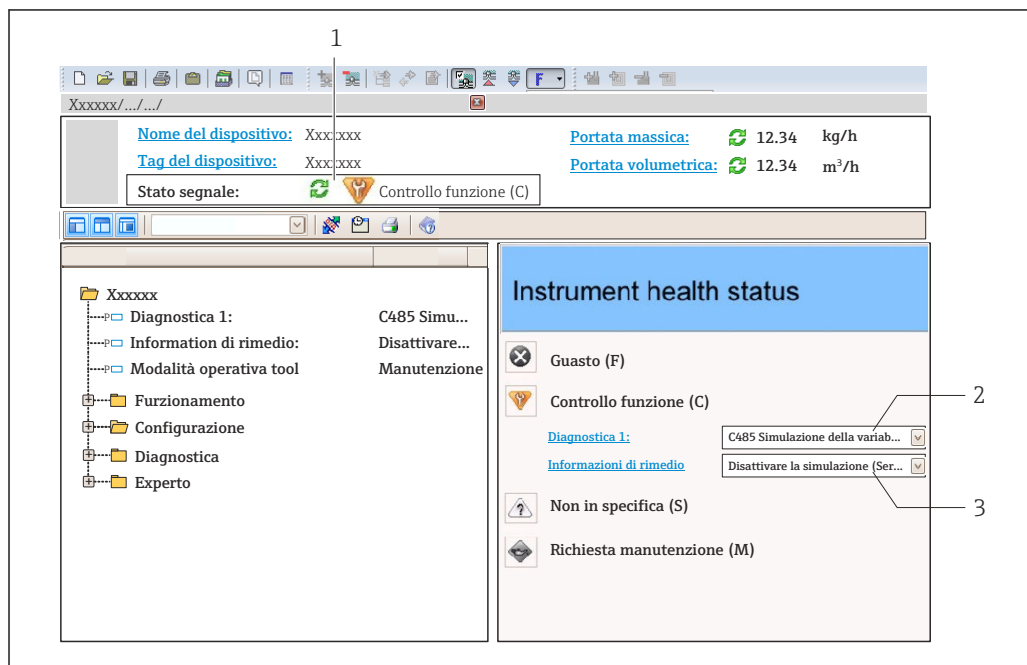 1
F
Xxxxxx/.../.../
Nome del dispositivo: Xxxxxxx
Portata massica: 12.34 kg/h
Tag del dispositivo: Xxxxxxx
Portata volumetrica: 12.34 m³/h
Stato segnale: Controllo funzione (C)
Xxxxxx
P Diagnostica 1: C485 Simu...
P Information di rimedio: Disattivare...
P Modalità operativa tool Manutenzione
Furzionamento
Configurazione
Diagnostica
Experto
Instrument health status
Guasto (F)
Controllo funzione (C)
2
Diagnostica 1: C485 Simulazione della variab...
Informazioni di rimedio Disattivare la simulazione (Ser...
3
Non in specifica (S)
Richiesta manutenzione (M)